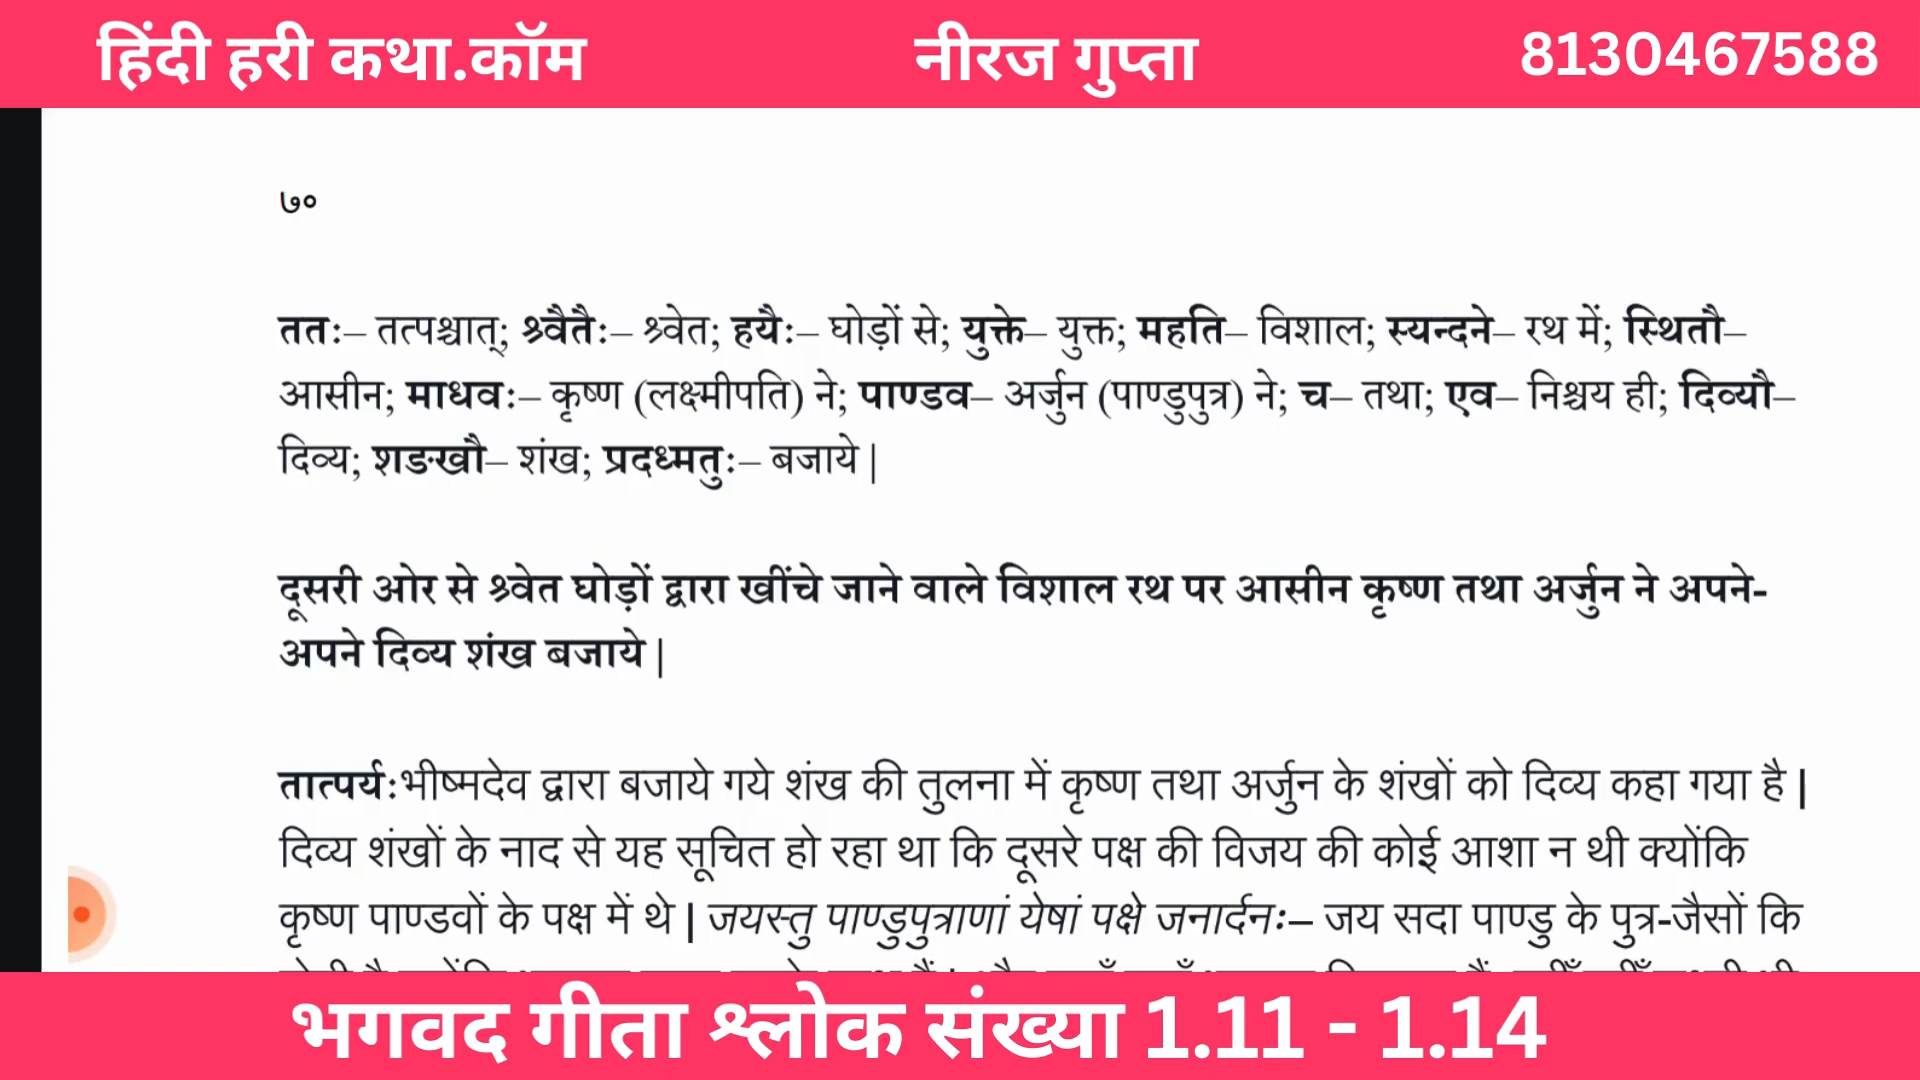 हिंदी हरी कथा.कॉम नीरज गुप्ता 8130467588
७०
ततः– तत्पश्चात्; श्र्वैतैः– श्र्वेत; हयैः– घोड़ों से; युक्ते– युक्त; महति– विशाल; स्यन्दने– रथ में; स्थितौ–
आसीन; माधवः– कृष्ण (लक्ष्मीपति) ने; पाण्डव– अर्जुन (पाण्डुपुत्र) ने; च– तथा; एव– निश्चय ही; दिव्यौ–
दिव्य; शङखौ– शंख; प्रदध्मतुः– बजाये |
दूसरी ओर से श्र्वेत घोड़ों द्वारा खींचे जाने वाले विशाल रथ पर आसीन कृष्ण तथा अर्जुन ने अपने-
अपने दिव्य शंख बजाये |
तात्पर्यः भीष्मदेव द्वारा बजाये गये शंख की तुलना में कृष्ण तथा अर्जुन के शंखों को दिव्य कहा गया है |
दिव्य शंखों के नाद से यह सूचित हो रहा था कि दूसरे पक्ष की विजय की कोई आशा न थी क्योंकि
कृष्ण पाण्डवों के पक्ष में थे | जयस्तु पाण्डुपुत्राणां येषां पक्षे जनार्दनः– जय सदा पाण्डु के पुत्र-जैसों कि
भगवद गीता श्लोक संख्या 1.11 - 1.14